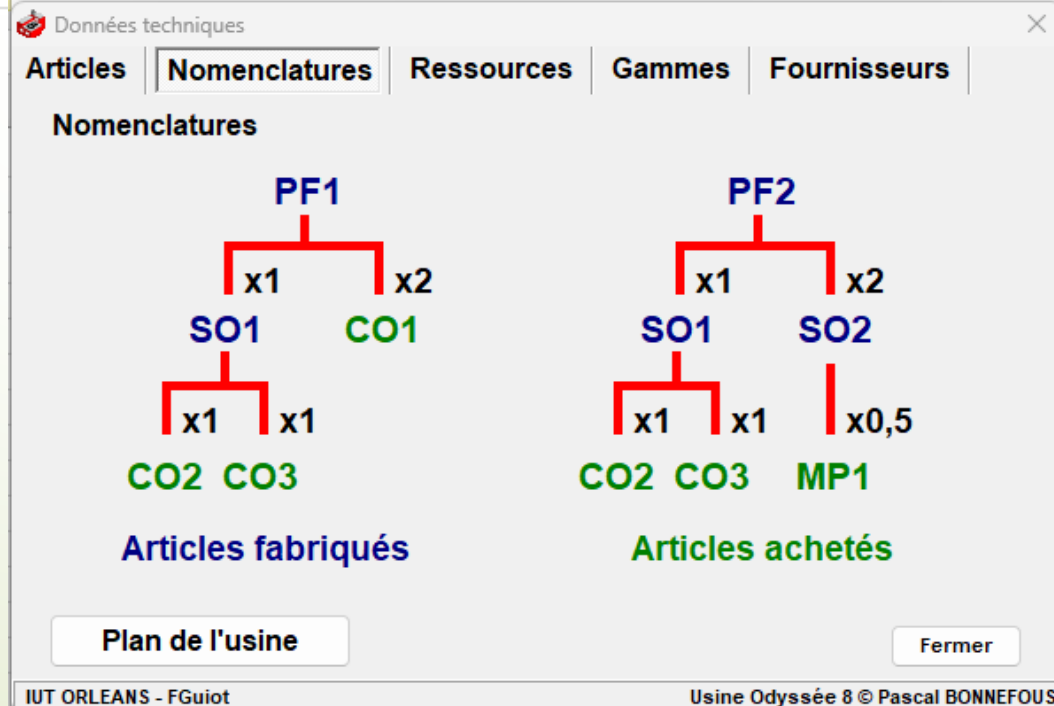 Données techniques
Articles Nomenclatures Ressources Gammes Fournisseurs
Nomenclatures
PF1 PF2
x1 x2 x1 x2
SO1 CO1 SO1 SO2
x1 x1 x1 x1 x0,5
CO2 CO3 CO2 CO3 MP1
Articles fabriqués Articles achetés
Plan de l'usine Fermer
IUT ORLEANS - FGuiot Usine Odyssée 8 © Pascal BONNEFOUS